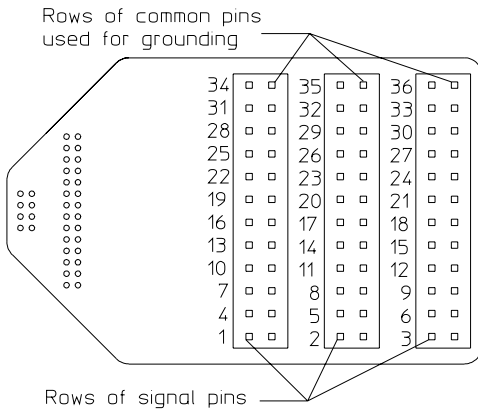 Rows of common pins
used for grounding
34 35 36
31 32 33
28 29 30
25 26 27
22 23 24
19 20 21
16 17 18
13 14 15
10 11 12
7 8 9
4 5 6
1 2 3
Rows of signal pins